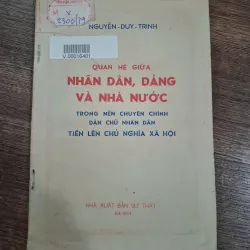 NGUYỄN-DUY-TRINH
V 00016401
QUAN HỆ GIỮA
NHÂN DÂN, ĐẢNG
VÀ NHÀ NƯỚC
TRONG NỀN CHUYÊN CHÍNH
DÂN CHỦ NHÂN DÂN
TIẾN LÊN CHỦ NGHĨA XÃ HỘI
NHÀ XUẤT BẢN SỰ THẬT